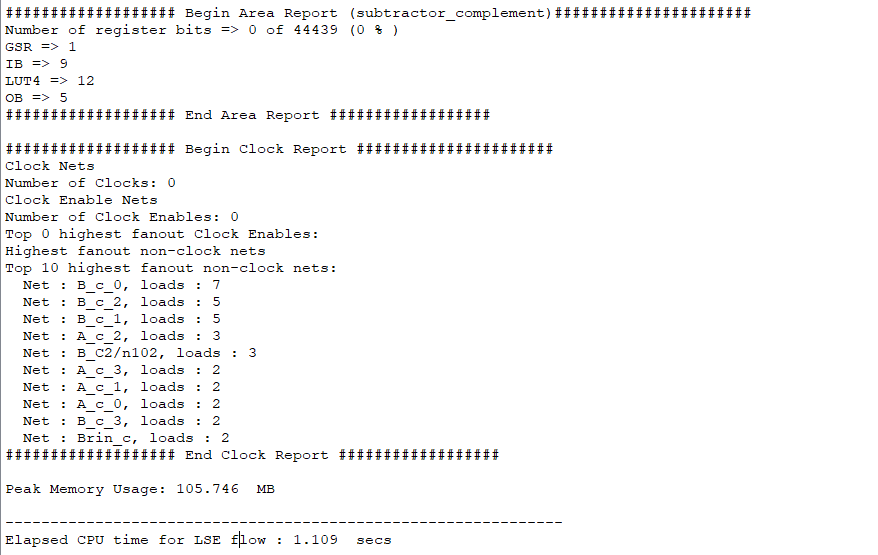 ################### Begin Area Report (subtractor_complement)######################
Number of register bits => 0 of 44439 (0 % )
GSR => 1
IB => 9
LUT4 => 12
OB => 5
################### End Area Report ##################
################### Begin Clock Report ######################
Clock Nets
Number of Clocks: 0
Clock Enable Nets
Number of Clock Enables: 0
Top 0 highest fanout Clock Enables:
Highest fanout non-clock nets
Top 10 highest fanout non-clock nets:
  Net : B_c_0, loads : 7
  Net : B_c_2, loads : 5
  Net : B_c_1, loads : 5
  Net : A_c_2, loads : 3
  Net : B_C2/n102, loads : 3
  Net : A_c_3, loads : 2
  Net : A_c_1, loads : 2
  Net : A_c_0, loads : 2
  Net : B_c_3, loads : 2
  Net : Brin_c, loads : 2
################### End Clock Report ##################
Peak Memory Usage: 105.746  MB
--------------------------------------------------------------
Elapsed CPU time for LSE flow : 1.109  secs